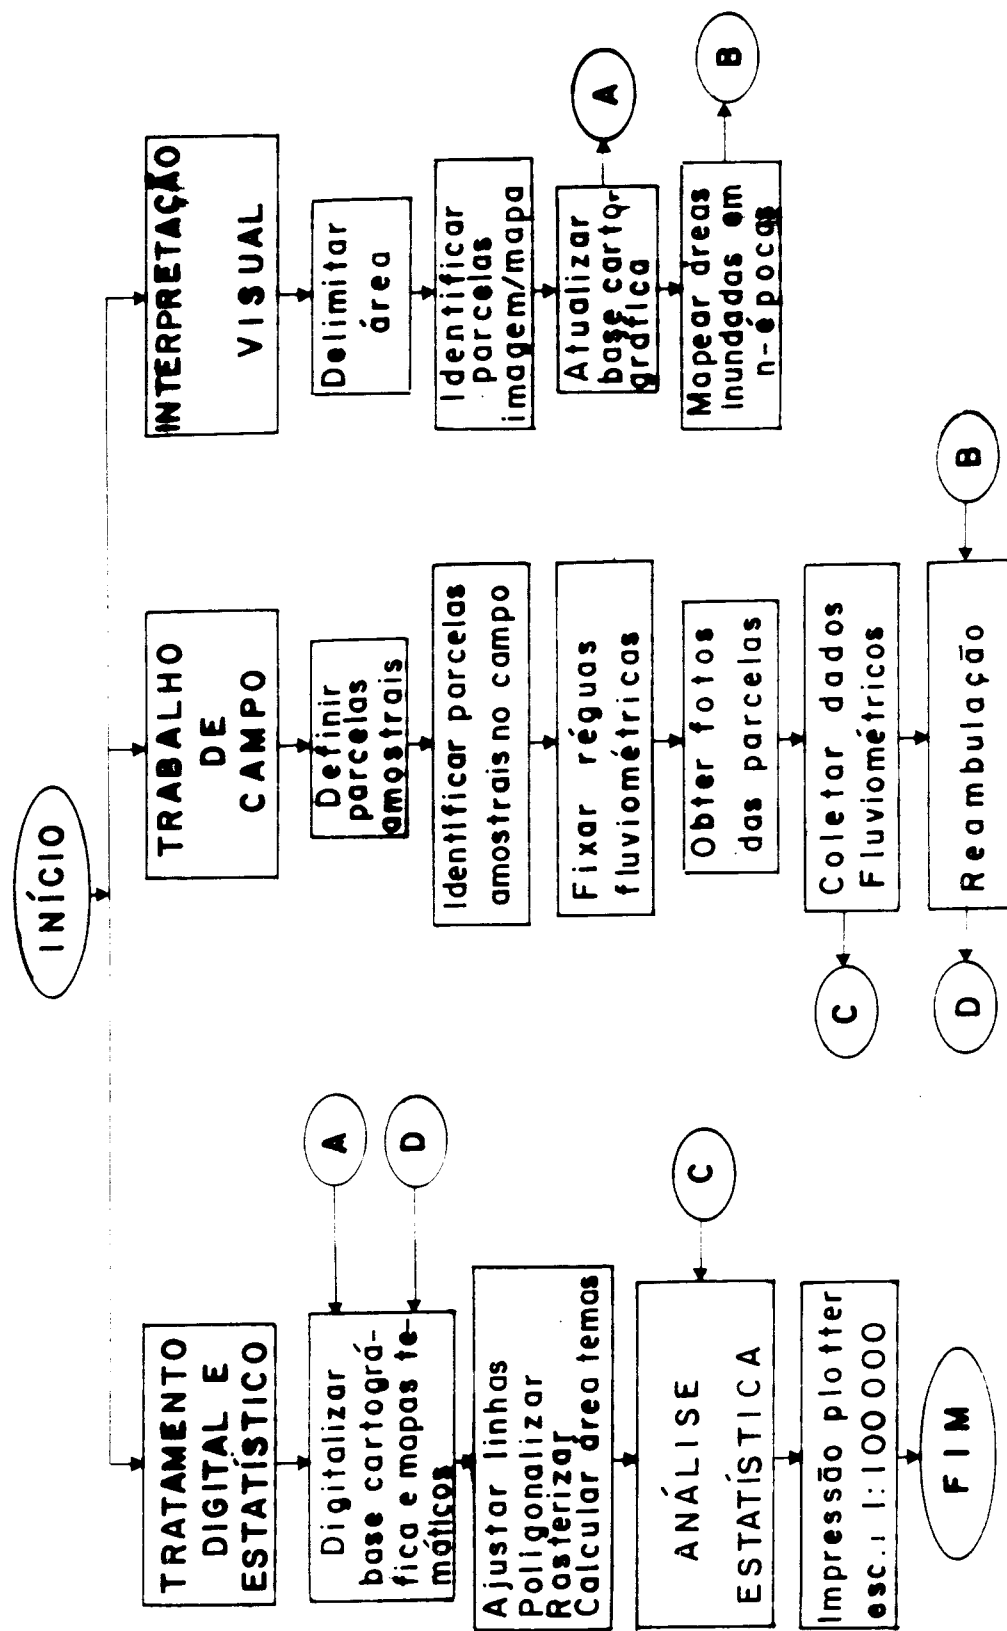 INÍCIO
TRATAMENTO
DIGITAL E
ESTATÍSTICO
Digitalizar
base cartográ-
fica e mapas te-
máticos
A
D
Ajustar linhas
Poligonalizar
Rasterizar
Calcular área temas
ANÁLISE
ESTATÍSTICA
C
Impressão plotter
esc.: 1:100000
FIM
TRABALHO
DE
CAMPO
Definir
parcelas
amostrais
Identificar parcelas
amostrais no campo
Fixar réguas
fluviométricas
Obter fotos
das parcelas
Coletar dados
Fluviométricos
C
Reambulação
D
B
INTERPRETAÇÃO
VISUAL
Delimitar
área
Identificar
parcelas
imagem/mapa
Atualizar
base carto-
gráfica
A
Mapear áreas
inundadas em
n-épocas
B